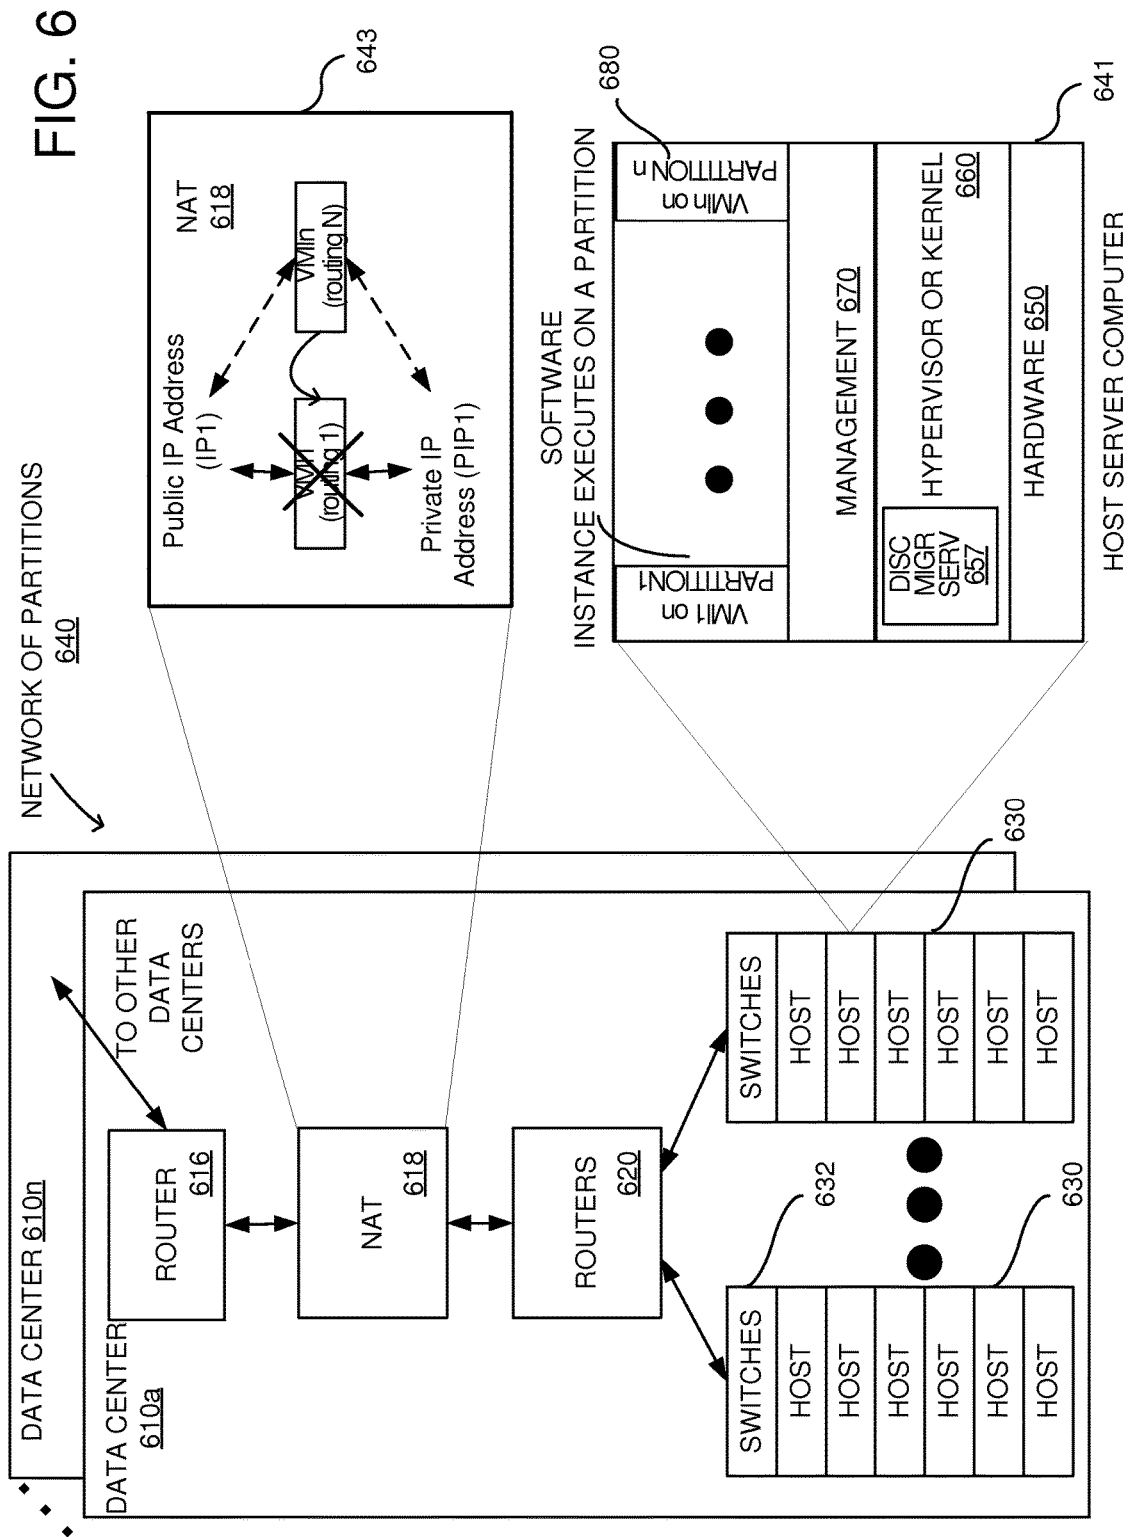 FIG. 6
NETWORK OF PARTITIONS
640
DATA CENTER 610n
DATA CENTER
610a
TO OTHER
DATA
CENTERS
ROUTER
616
NAT
618
ROUTERS
620
SWITCHES
HOST
HOST
HOST
HOST
HOST
HOST
632
630
SWITCHES
HOST
HOST
HOST
HOST
HOST
HOST
630
643
NAT
618
Public IP Address
(IP1)
(routing 1)
VMIn
(routing N)
Private IP
Address (PIP1)
SOFTWARE
INSTANCE EXECUTES ON A PARTITION
680
VMI1 on
PARTITION1
VMIn on
PARTITION n
MANAGEMENT 670
DISC
MIGR
SERV
657
HYPERVISOR OR KERNEL
660
HARDWARE 650
641
HOST SERVER COMPUTER